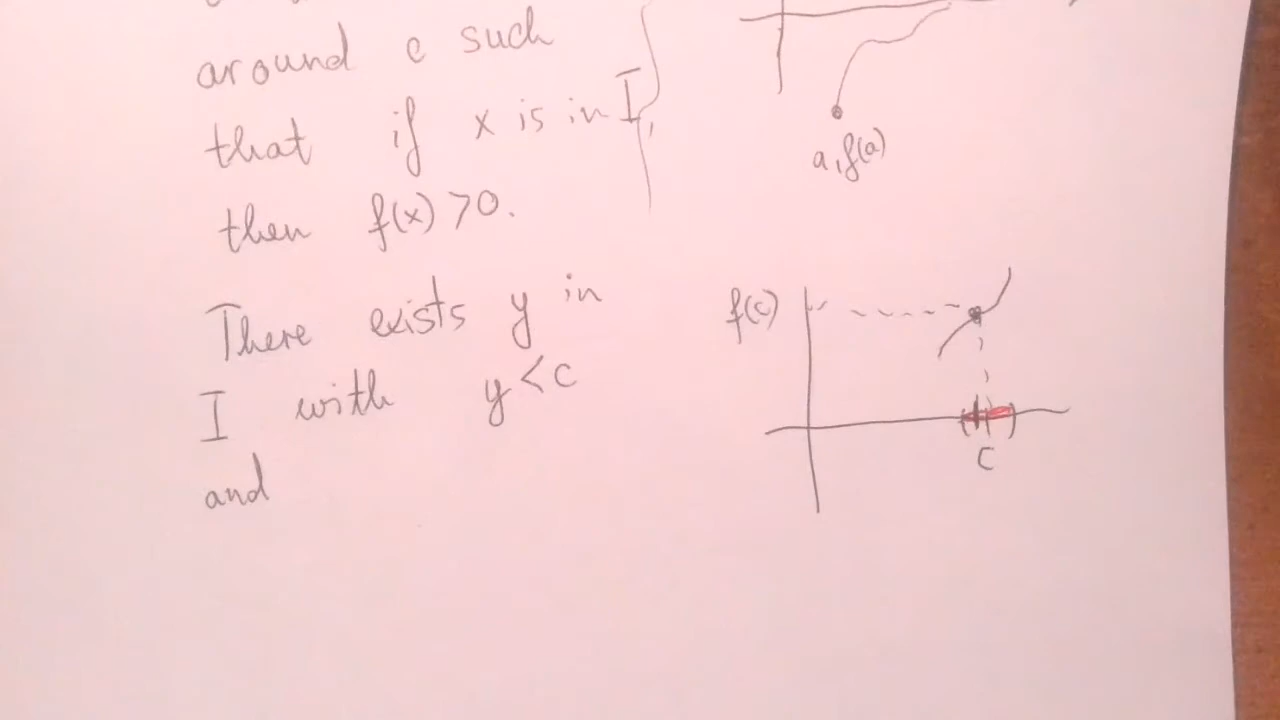 around c such
that if x is in I,
then f(x) > 0.
There exists y in
I with y < c
and
a, f(a)
f(c)
c